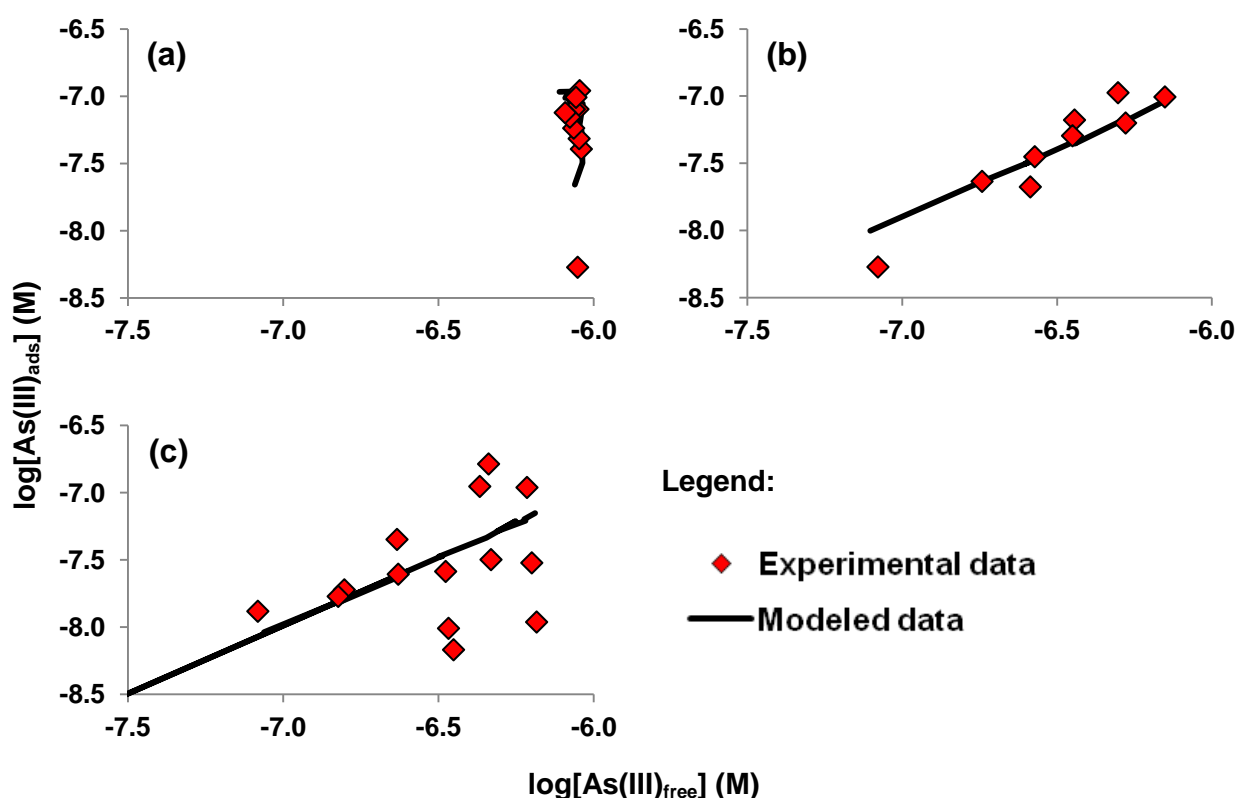 -6.5
-7.0
-7.5
-8.0
-8.5
-7.5 -7.0 -6.5 -6.0
(a)
-6.5
-7.0
-7.5
-8.0
-8.5
-7.5 -7.0 -6.5 -6.0
(b)
log[As(III)ads] (M)
-6.5
-7.0
-7.5
-8.0
-8.5
-7.5 -7.0 -6.5 -6.0
(c)
Legend:
Experimental data
Modeled data
log[As(III)free] (M)